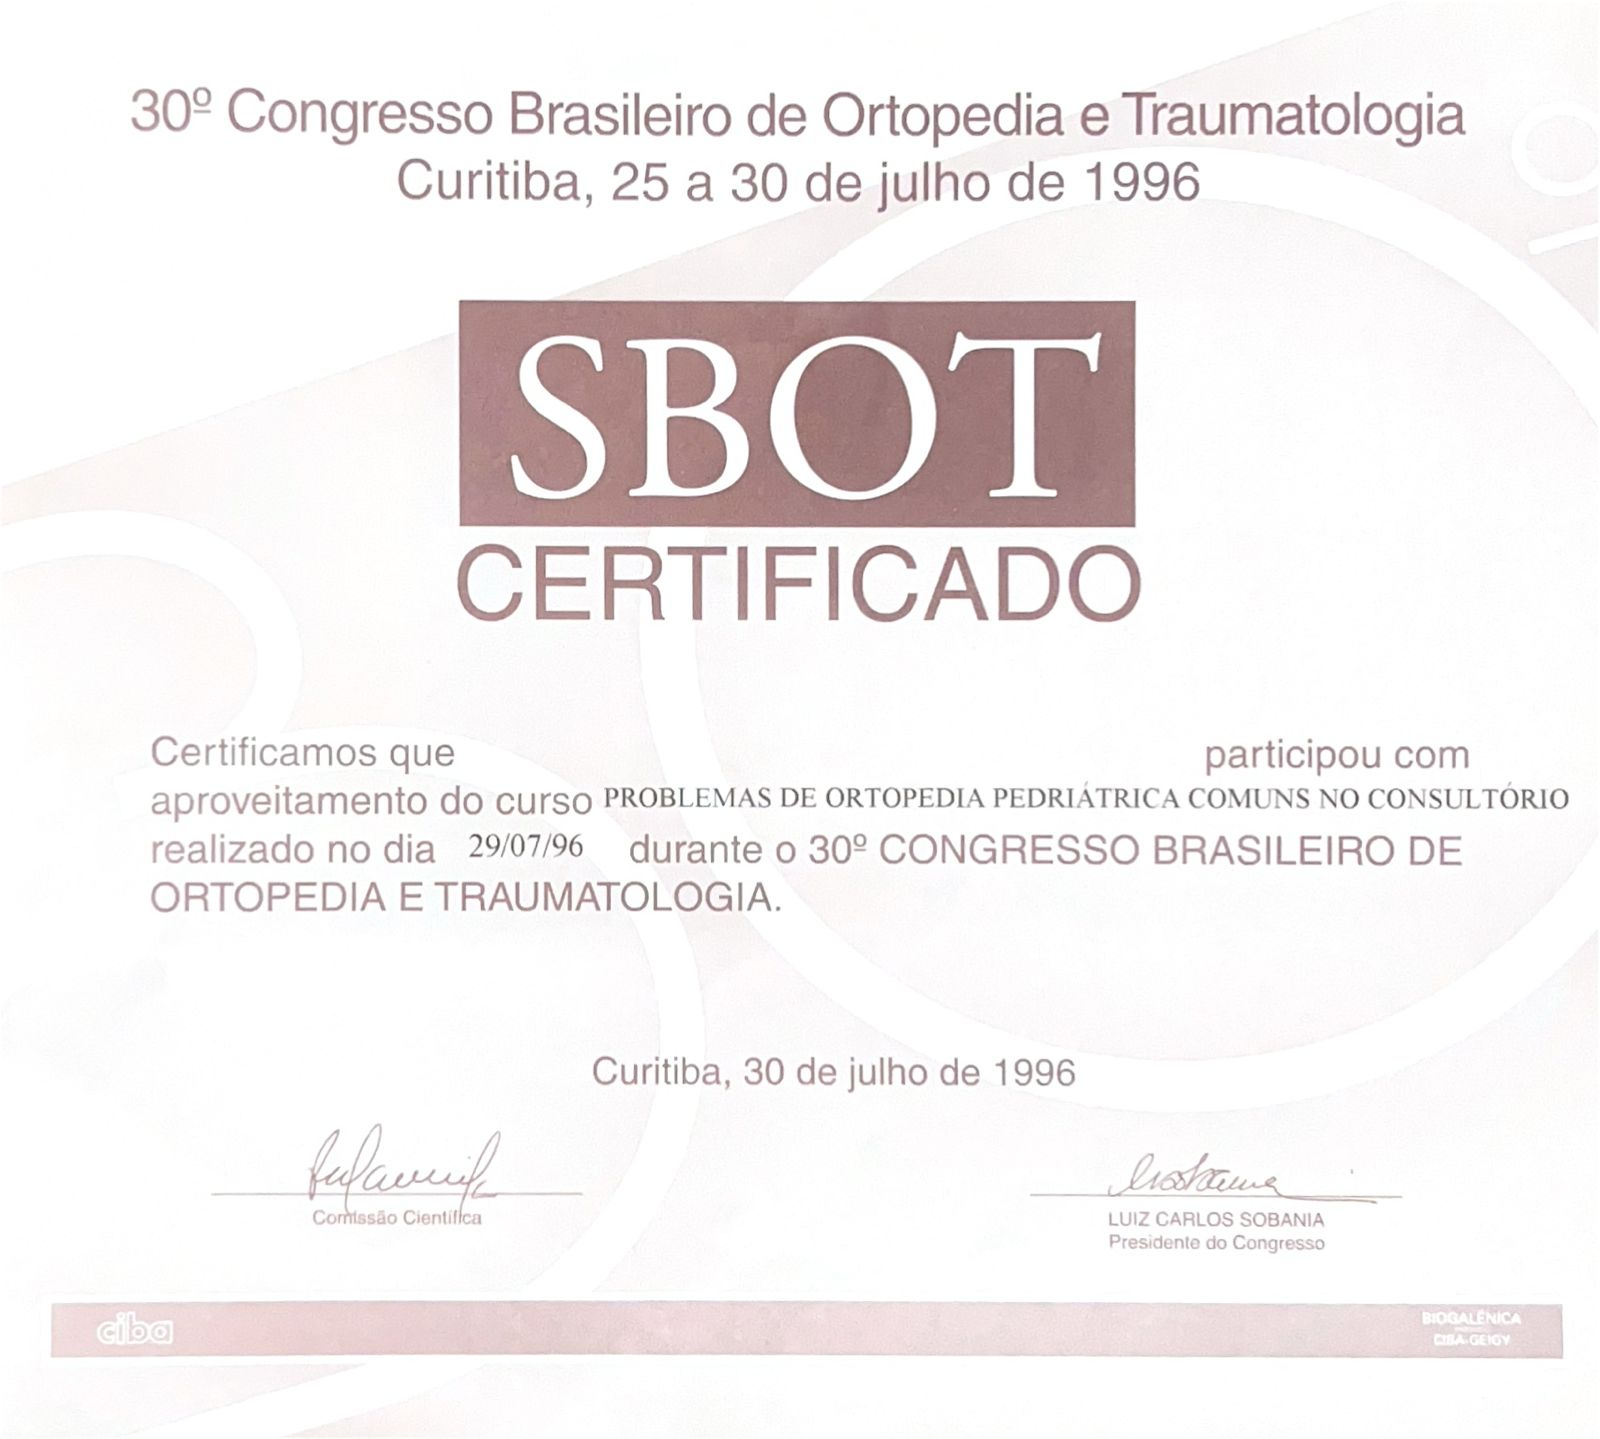 30º Congresso Brasileiro de Ortopedia e Traumatologia
Curitiba, 25 a 30 de julho de 1996
SBOT
CERTIFICADO
Certificamos que participou com
aproveitamento do curso PROBLEMAS DE ORTOPEDIA PEDRIÁTRICA COMUNS NO CONSULTÓRIO
realizado no dia 29/07/96 durante o 30º CONGRESSO BRASILEIRO DE
ORTOPEDIA E TRAUMATOLOGIA.
Curitiba, 30 de julho de 1996
Comissão Científica
LUIZ CARLOS SOBANIA
Presidente do Congresso
ciba
BIOGALÊNICA
CIBA-GEIGY